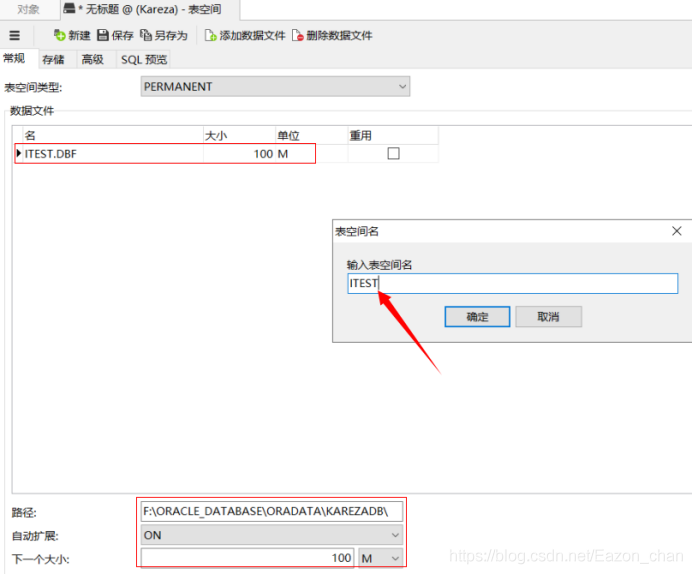 对象 * 无标题 @ (Kareza) - 表空间
新建 保存 另存为 添加数据文件 删除数据文件
常规 存储 高级 SQL 预览
表空间类型: PERMANENT
数据文件
名 大小 单位 重用
ITEST.DBF 100 M
表空间名
输入表空间名
ITEST
确定 取消
路径: F:\ORACLE_DATABASE\ORADATA\KAREZADB\
自动扩展: ON
下一个大小: 100 M
https://blog.csdn.net/Eazon_chan